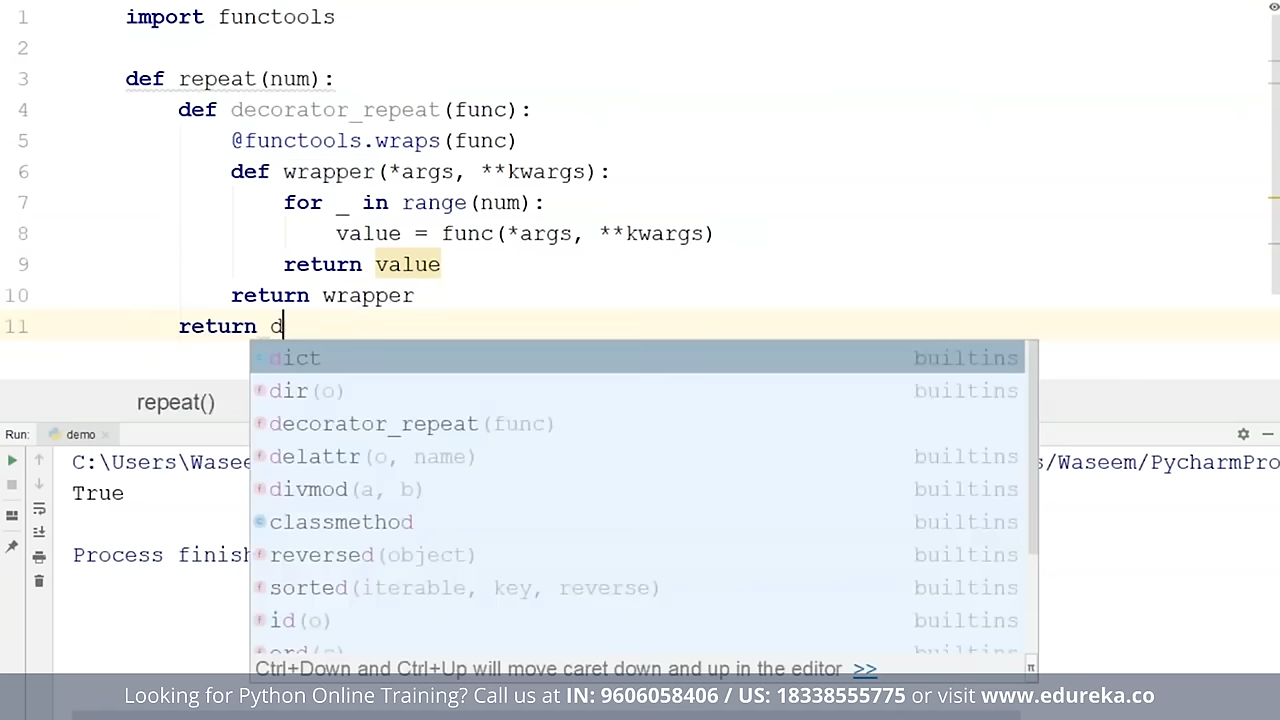 1 import functools
2
3 def repeat(num):
4 def decorator_repeat(func):
5 @functools.wraps(func)
6 def wrapper(*args, **kwargs):
7 for _ in range(num):
8 value = func(*args, **kwargs)
9 return value
10 return wrapper
11 return d
dict builtins
dir(o) builtins
decorator_repeat(func)
delattr(o, name) builtins
divmod(a, b) builtins
classmethod builtins
reversed(object) builtins
sorted(iterable, key, reverse) builtins
id(o) builtins
Ctrl+Down and Ctrl+Up will move caret down and up in the editor >>
repeat()
Run: demo
C:\Users\Wasee s/Waseem/PycharmPro
True
Process finish
Looking for Python Online Training? Call us at IN: 9606058406 / US: 18338555775 or visit www.edureka.co